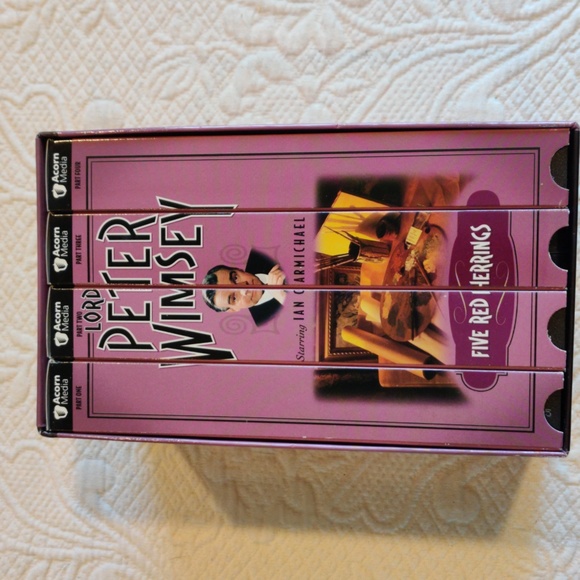 Acorn
Media
PART ONE
Acorn
Media
PART TWO
Acorn
Media
PART THREE
Acorn
Media
PART FOUR
LORD
PETER
WIMSEY
Starring IAN CARMICHAEL
FIVE RED HERRINGS